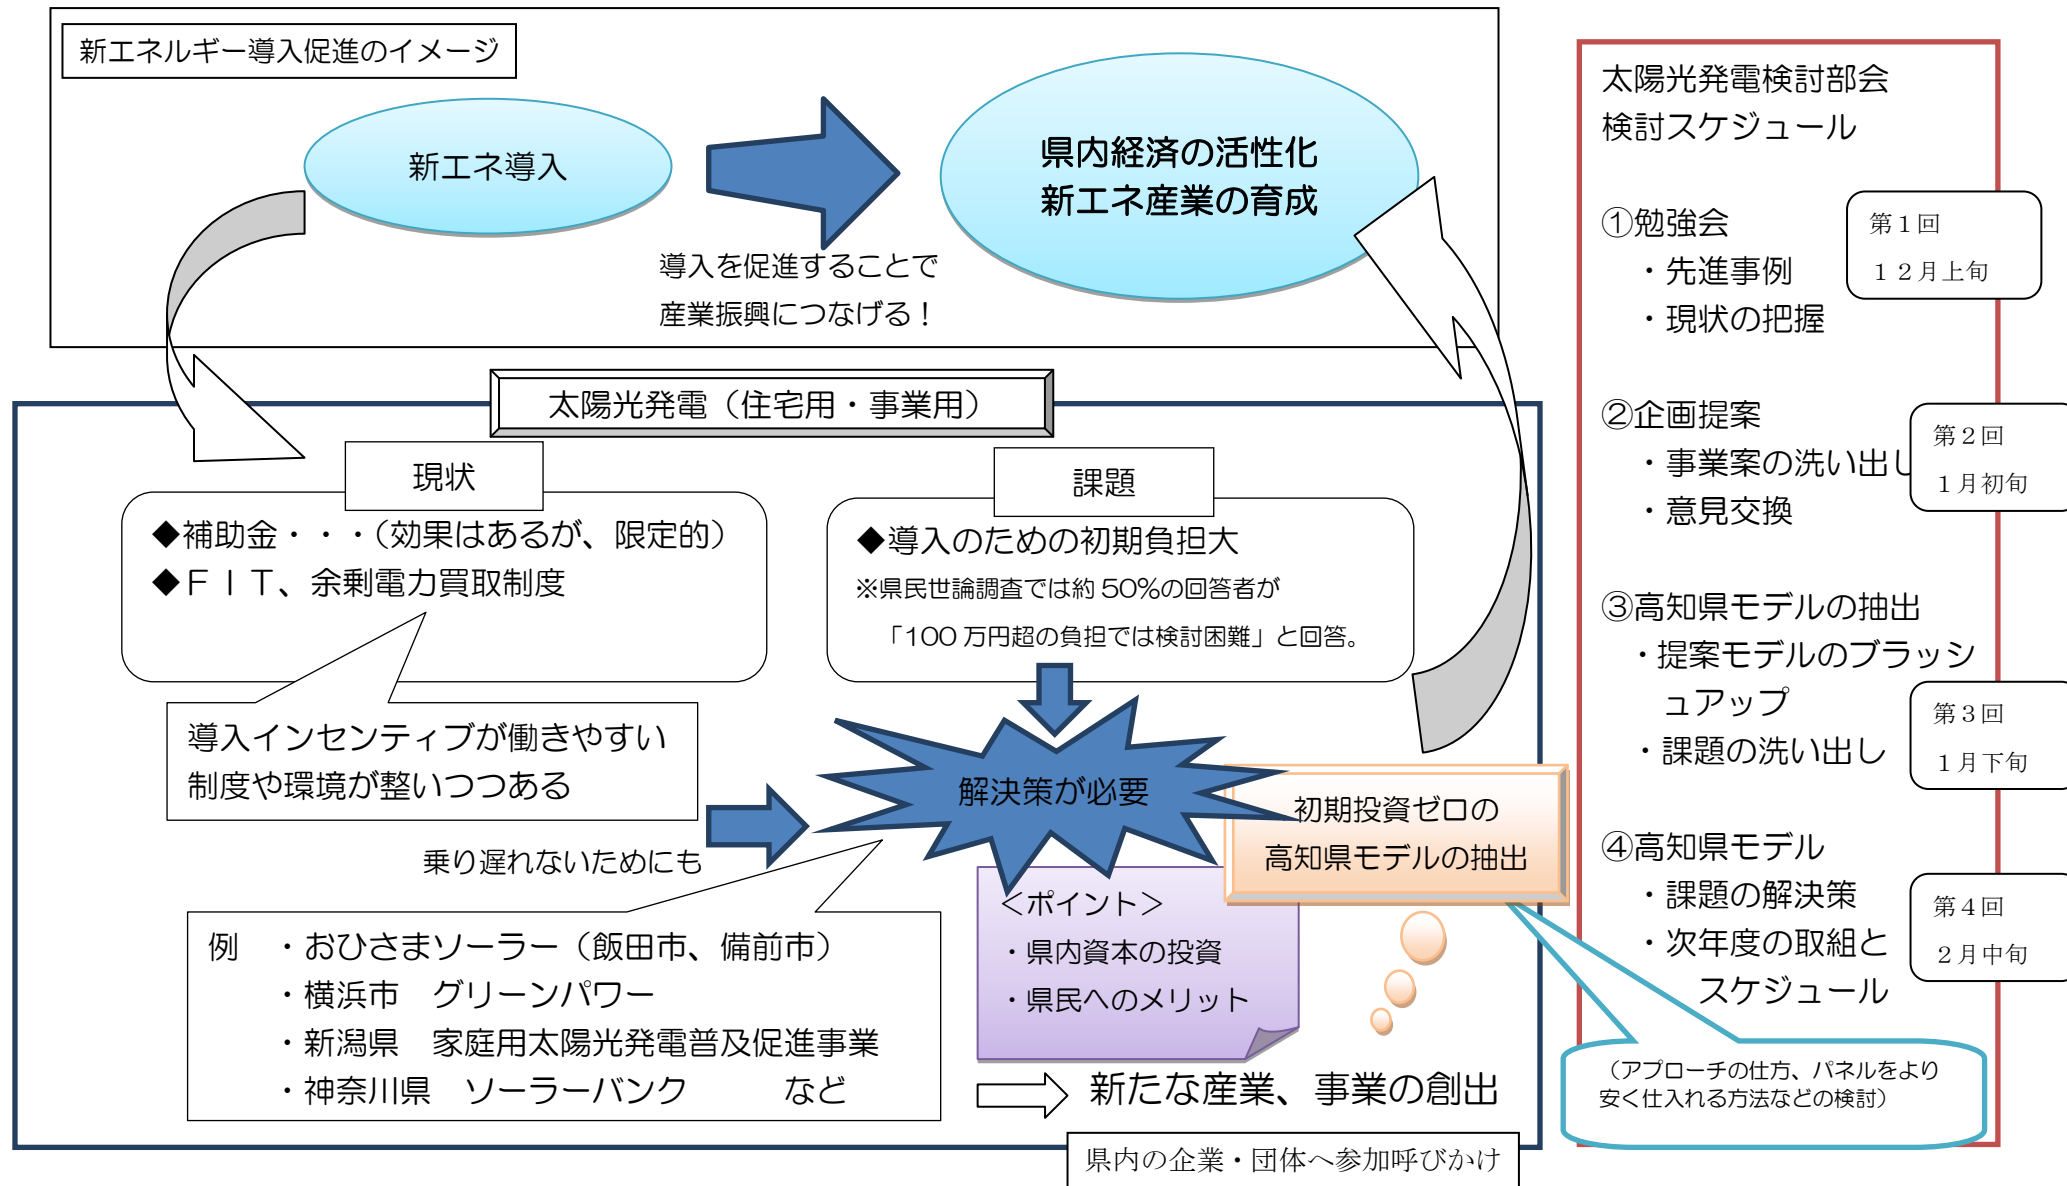 新エネルギー導入促進のイメージ
新エネ導入
県内経済の活性化
新エネ産業の育成
導入を促進することで
産業振興につなげる！
太陽光発電（住宅用・事業用）
現状
◆補助金・・・（効果はあるが、限定的）
◆ＦＩＴ、余剰電力買取制度
導入インセンティブが働きやすい
制度や環境が整いつつある
課題
◆導入のための初期負担大
※県民世論調査では約 50%の回答者が
「100 万円超の負担では検討困難」と回答。
乗り遅れないためにも
解決策が必要
初期投資ゼロの
高知県モデルの抽出
例　・おひさまソーラー（飯田市、備前市）
・横浜市　グリーンパワー
・新潟県　家庭用太陽光発電普及促進事業
・神奈川県　ソーラーバンク　　　など
＜ポイント＞
・県内資本の投資
・県民へのメリット
新たな産業、事業の創出
県内の企業・団体へ参加呼びかけ
太陽光発電検討部会
検討スケジュール
①勉強会
・先進事例
・現状の把握
第１回
１２月上旬
②企画提案
・事業案の洗い出し
・意見交換
第２回
１月初旬
③高知県モデルの抽出
・提案モデルのブラッシ
ュアップ
・課題の洗い出し
第３回
１月下旬
④高知県モデル
・課題の解決策
・次年度の取組と
スケジュール
第４回
２月中旬
（アプローチの仕方、パネルをより
安く仕入れる方法などの検討）